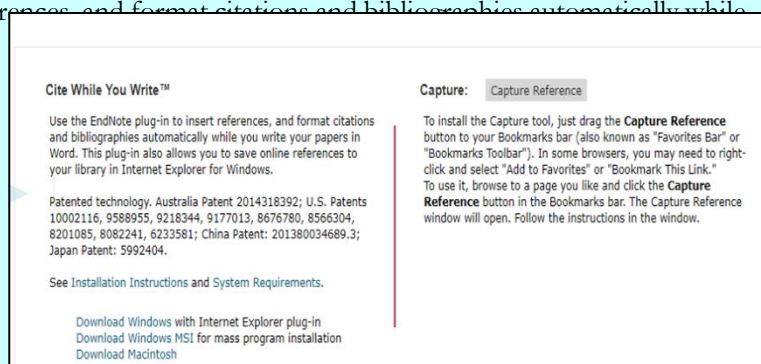 and format citations and bibliographies automatically while
Cite While You Write™
Use the EndNote plug-in to insert references, and format citations
and bibliographies automatically while you write your papers in
Word. This plug-in also allows you to save online references to
your library in Internet Explorer for Windows.
Patented technology. Australia Patent 2014318392; U.S. Patents
10002116, 9588955, 9218344, 9177013, 8676780, 8566304,
8201085, 8082241, 6233581; China Patent: 201380034689.3;
Japan Patent: 5992404.
See Installation Instructions and System Requirements.
Download Windows with Internet Explorer plug-in
Download Windows MSI for mass program installation
Download Macintosh
Capture: Capture Reference
To install the Capture tool, just drag the Capture Reference
button to your Bookmarks bar (also known as "Favorites Bar" or
"Bookmarks Toolbar"). In some browsers, you may need to right-
click and select "Add to Favorites" or "Bookmark This Link."
To use it, browse to a page you like and click the Capture
Reference button in the Bookmarks bar. The Capture Reference
window will open. Follow the instructions in the window.